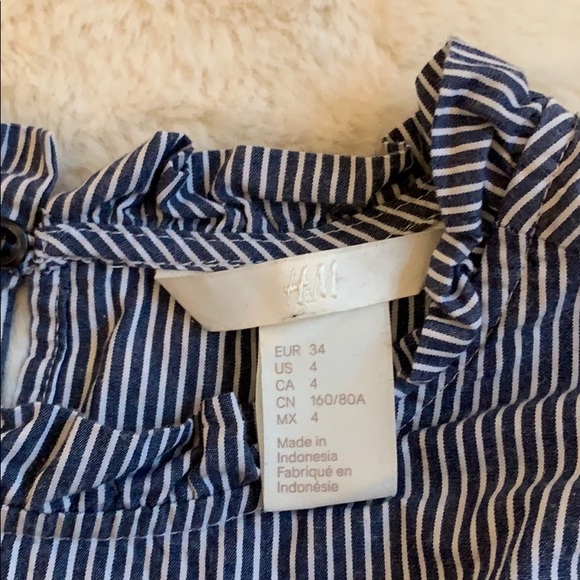 H&M
EUR 34
US 4
CA 4
CN 160/80A
MX 4
Made in
Indonesia
Fabriqué en
Indonésie